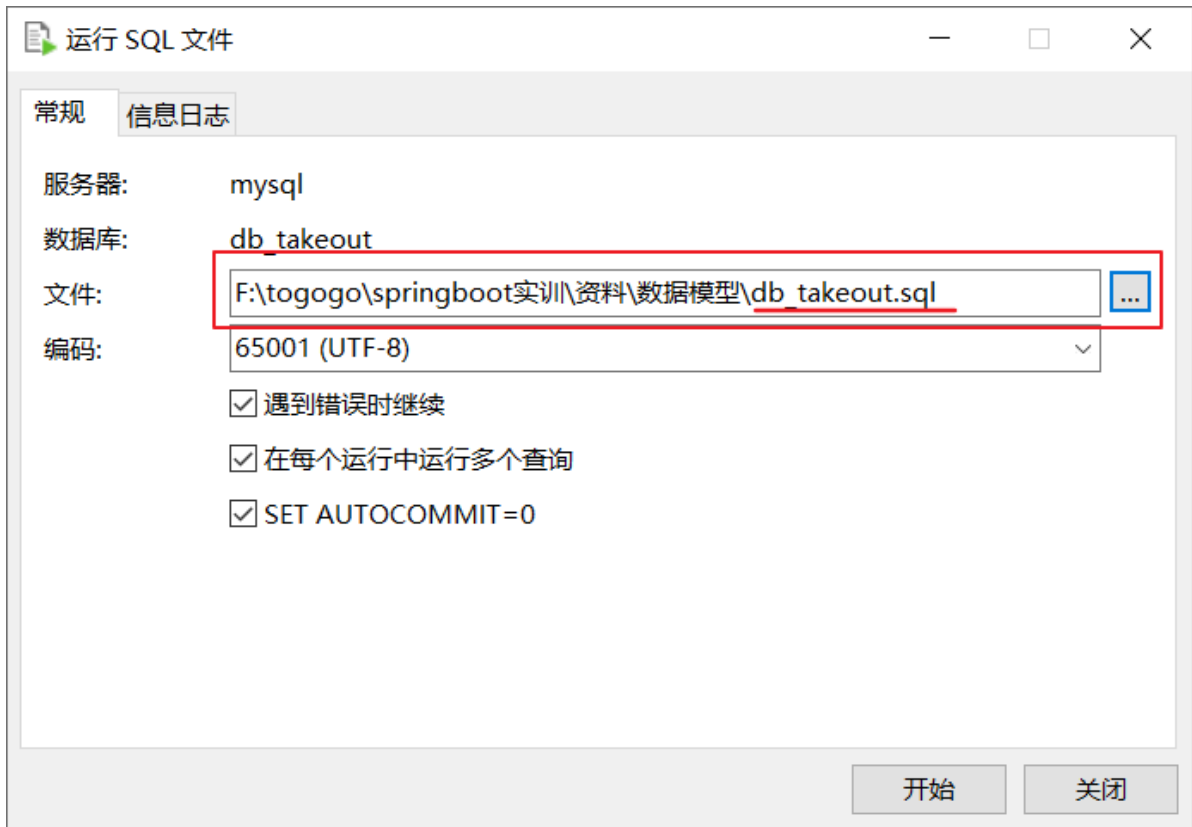 运行 SQL 文件
常规
信息日志
服务器: mysql
数据库: db_takeout
文件: F:\togogo\springboot实训\资料\数据模型\db_takeout.sql ...
编码: 65001 (UTF-8)
遇到错误时继续
在每个运行中运行多个查询
SET AUTOCOMMIT=0
开始 关闭